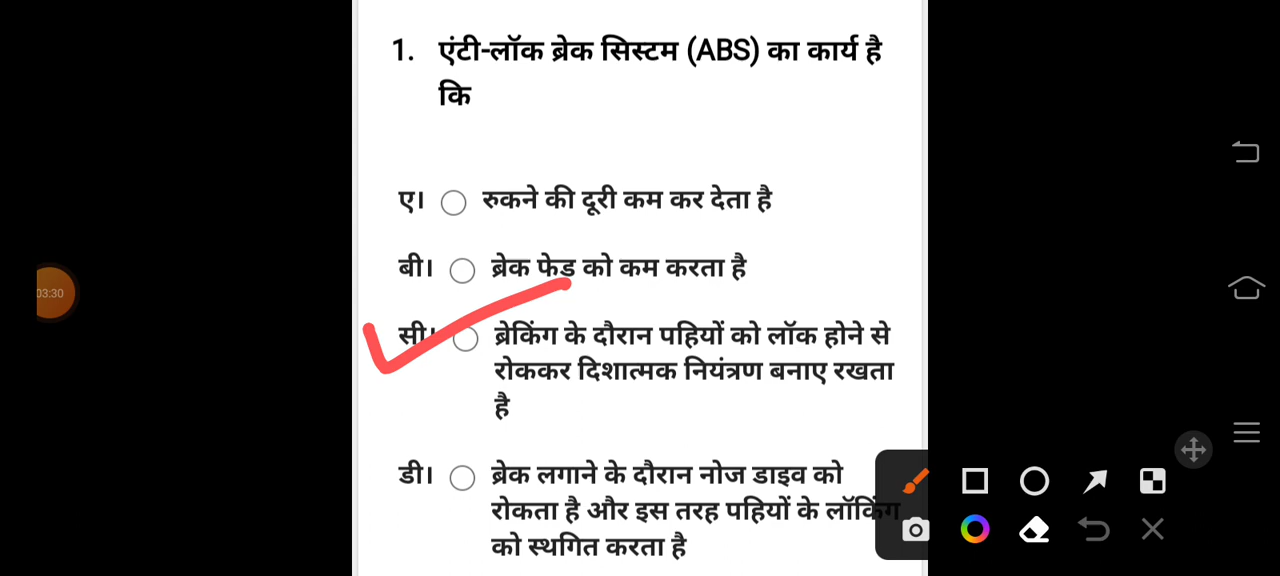 1. एंटी-लॉक ब्रेक सिस्टम (ABS) का कार्य है
कि
ए। रुकने की दूरी कम कर देता है
बी। ब्रेक फेड को कम करता है
03:30
सी। ब्रेकिंग के दौरान पहियों को लॉक होने से
रोककर दिशात्मक नियंत्रण बनाए रखता
है
डी। ब्रेक लगाने के दौरान नोज डाइव को
रोकता है और इस तरह पहियों के लॉकिंग
को स्थगित करता है